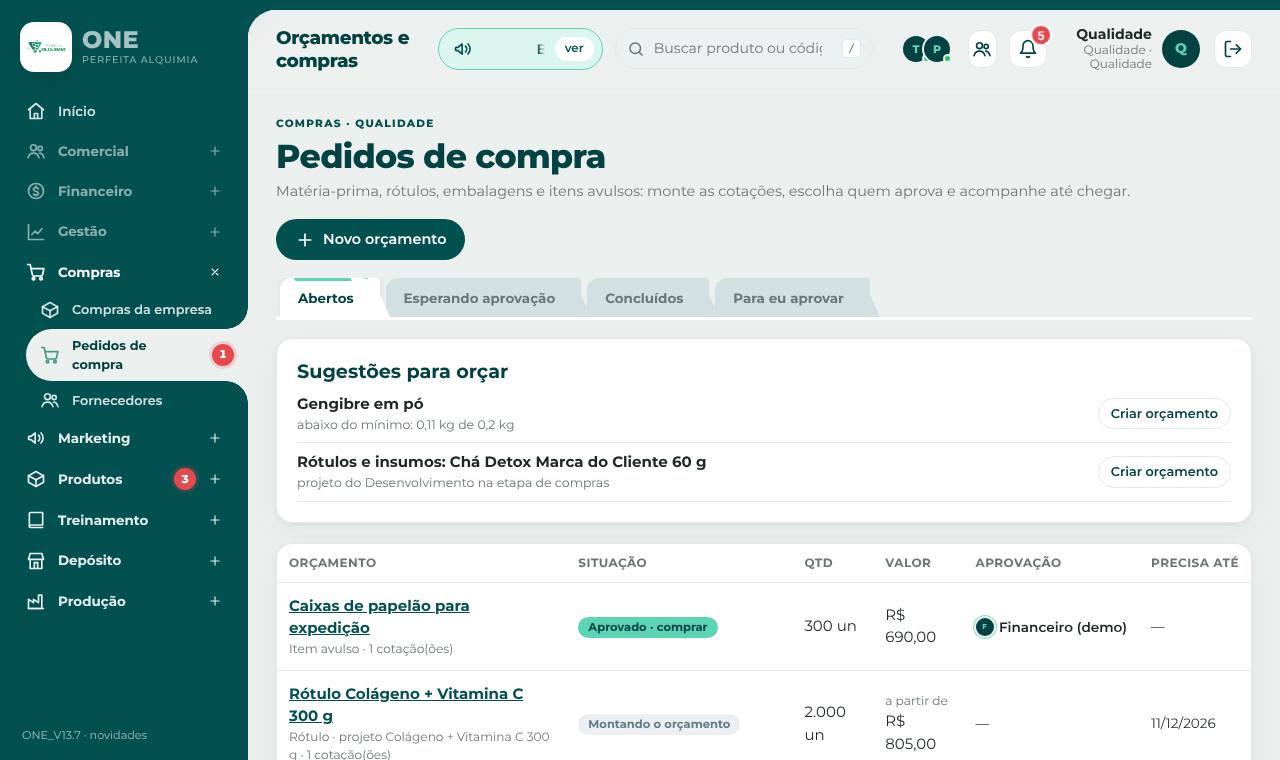 ONE
PERFEITA ALQUIMIA
Início
Comercial
Financeiro
Gestão
Compras
Compras da empresa
Pedidos de
compra
1
Fornecedores
Marketing
Produtos
3
Treinamento
Depósito
Produção
ONE_V13.7 · novidades
Orçamentos e
compras
ver
Buscar produto ou códig
/
T
P
5
Qualidade
Qualidade ·
Qualidade
Q
COMPRAS · QUALIDADE
Pedidos de compra
Matéria-prima, rótulos, embalagens e itens avulsos: monte as cotações, escolha quem aprova e acompanhe até chegar.
Novo orçamento
Abertos
Esperando aprovação
Concluídos
Para eu aprovar
Sugestões para orçar
Gengibre em pó
abaixo do mínimo: 0,11 kg de 0,2 kg
Criar orçamento
Rótulos e insumos: Chá Detox Marca do Cliente 60 g
projeto do Desenvolvimento na etapa de compras
Criar orçamento
ORÇAMENTO
SITUAÇÃO
QTD
VALOR
APROVAÇÃO
PRECISA ATÉ
Caixas de papelão para
expedição
Item avulso · 1 cotação(ões)
Aprovado · comprar
300 un
R$
690,00
F
Financeiro (demo)
—
Rótulo Colágeno + Vitamina C
300 g
Rótulo · projeto Colágeno + Vitamina C 300
g · 1 cotação(ões)
Montando o orçamento
2.000
un
a partir de
R$
805,00
—
11/12/2026